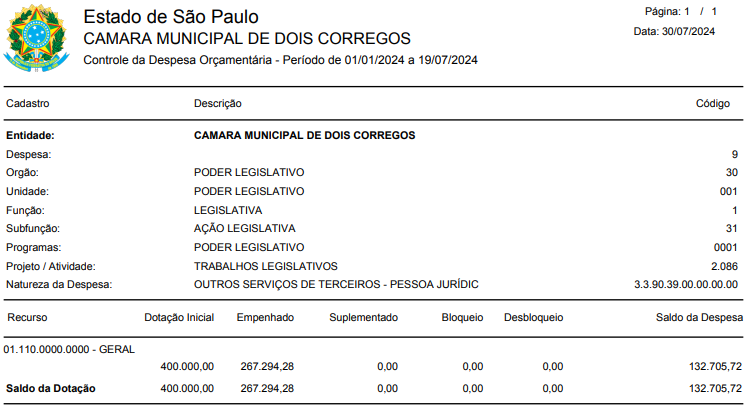 Estado de São Paulo
Página: 1 / 1
CAMARA MUNICIPAL DE DOIS CORREGOS
Data: 30/07/2024
Controle da Despesa Orçamentária - Período de 01/01/2024 a 19/07/2024
Cadastro Descrição Código
Entidade: CAMARA MUNICIPAL DE DOIS CORREGOS
Despesa: 9
Orgão: PODER LEGISLATIVO 30
Unidade: PODER LEGISLATIVO 001
Função: LEGISLATIVA 1
Subfunção: AÇÃO LEGISLATIVA 31
Programas: PODER LEGISLATIVO 0001
Projeto / Atividade: TRABALHOS LEGISLATIVOS 2.086
Natureza da Despesa: OUTROS SERVIÇOS DE TERCEIROS - PESSOA JURÍDIC 3.3.90.39.00.00.00.00
Recurso Dotação Inicial Empenhado Suplementado Bloqueio Desbloqueio Saldo da Despesa
01.110.0000.0000 - GERAL
400.000,00 267.294,28 0,00 0,00 0,00 132.705,72
Saldo da Dotação 400.000,00 267.294,28 0,00 0,00 0,00 132.705,72